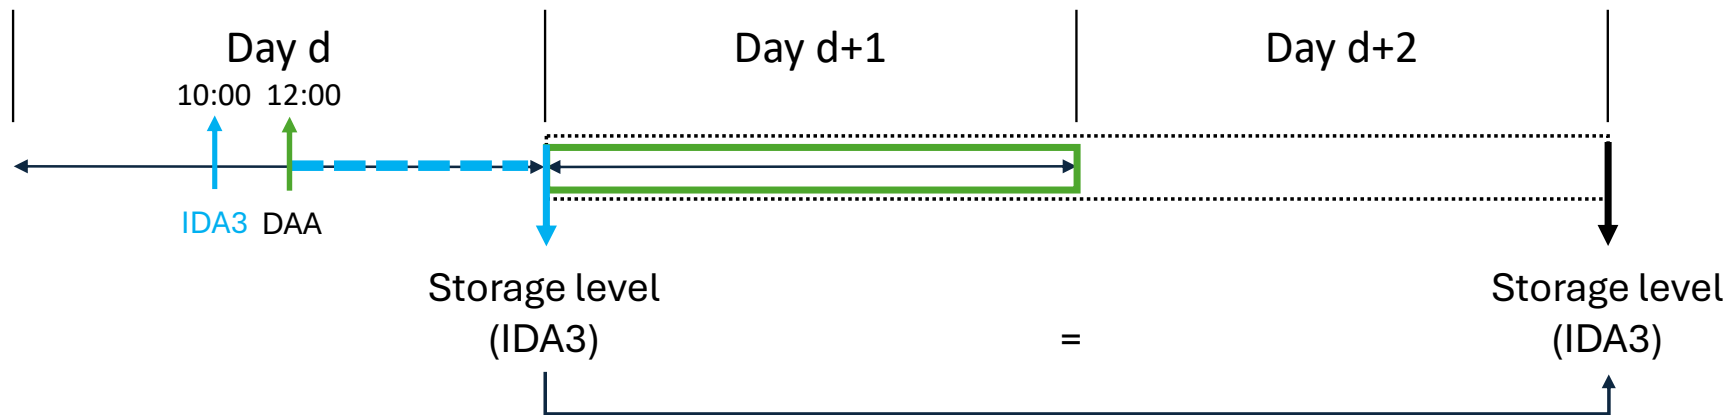 Day d
Day d+1
Day d+2
10:00 12:00
IDA3 DAA
Storage level
(IDA3)
=
Storage level
(IDA3)